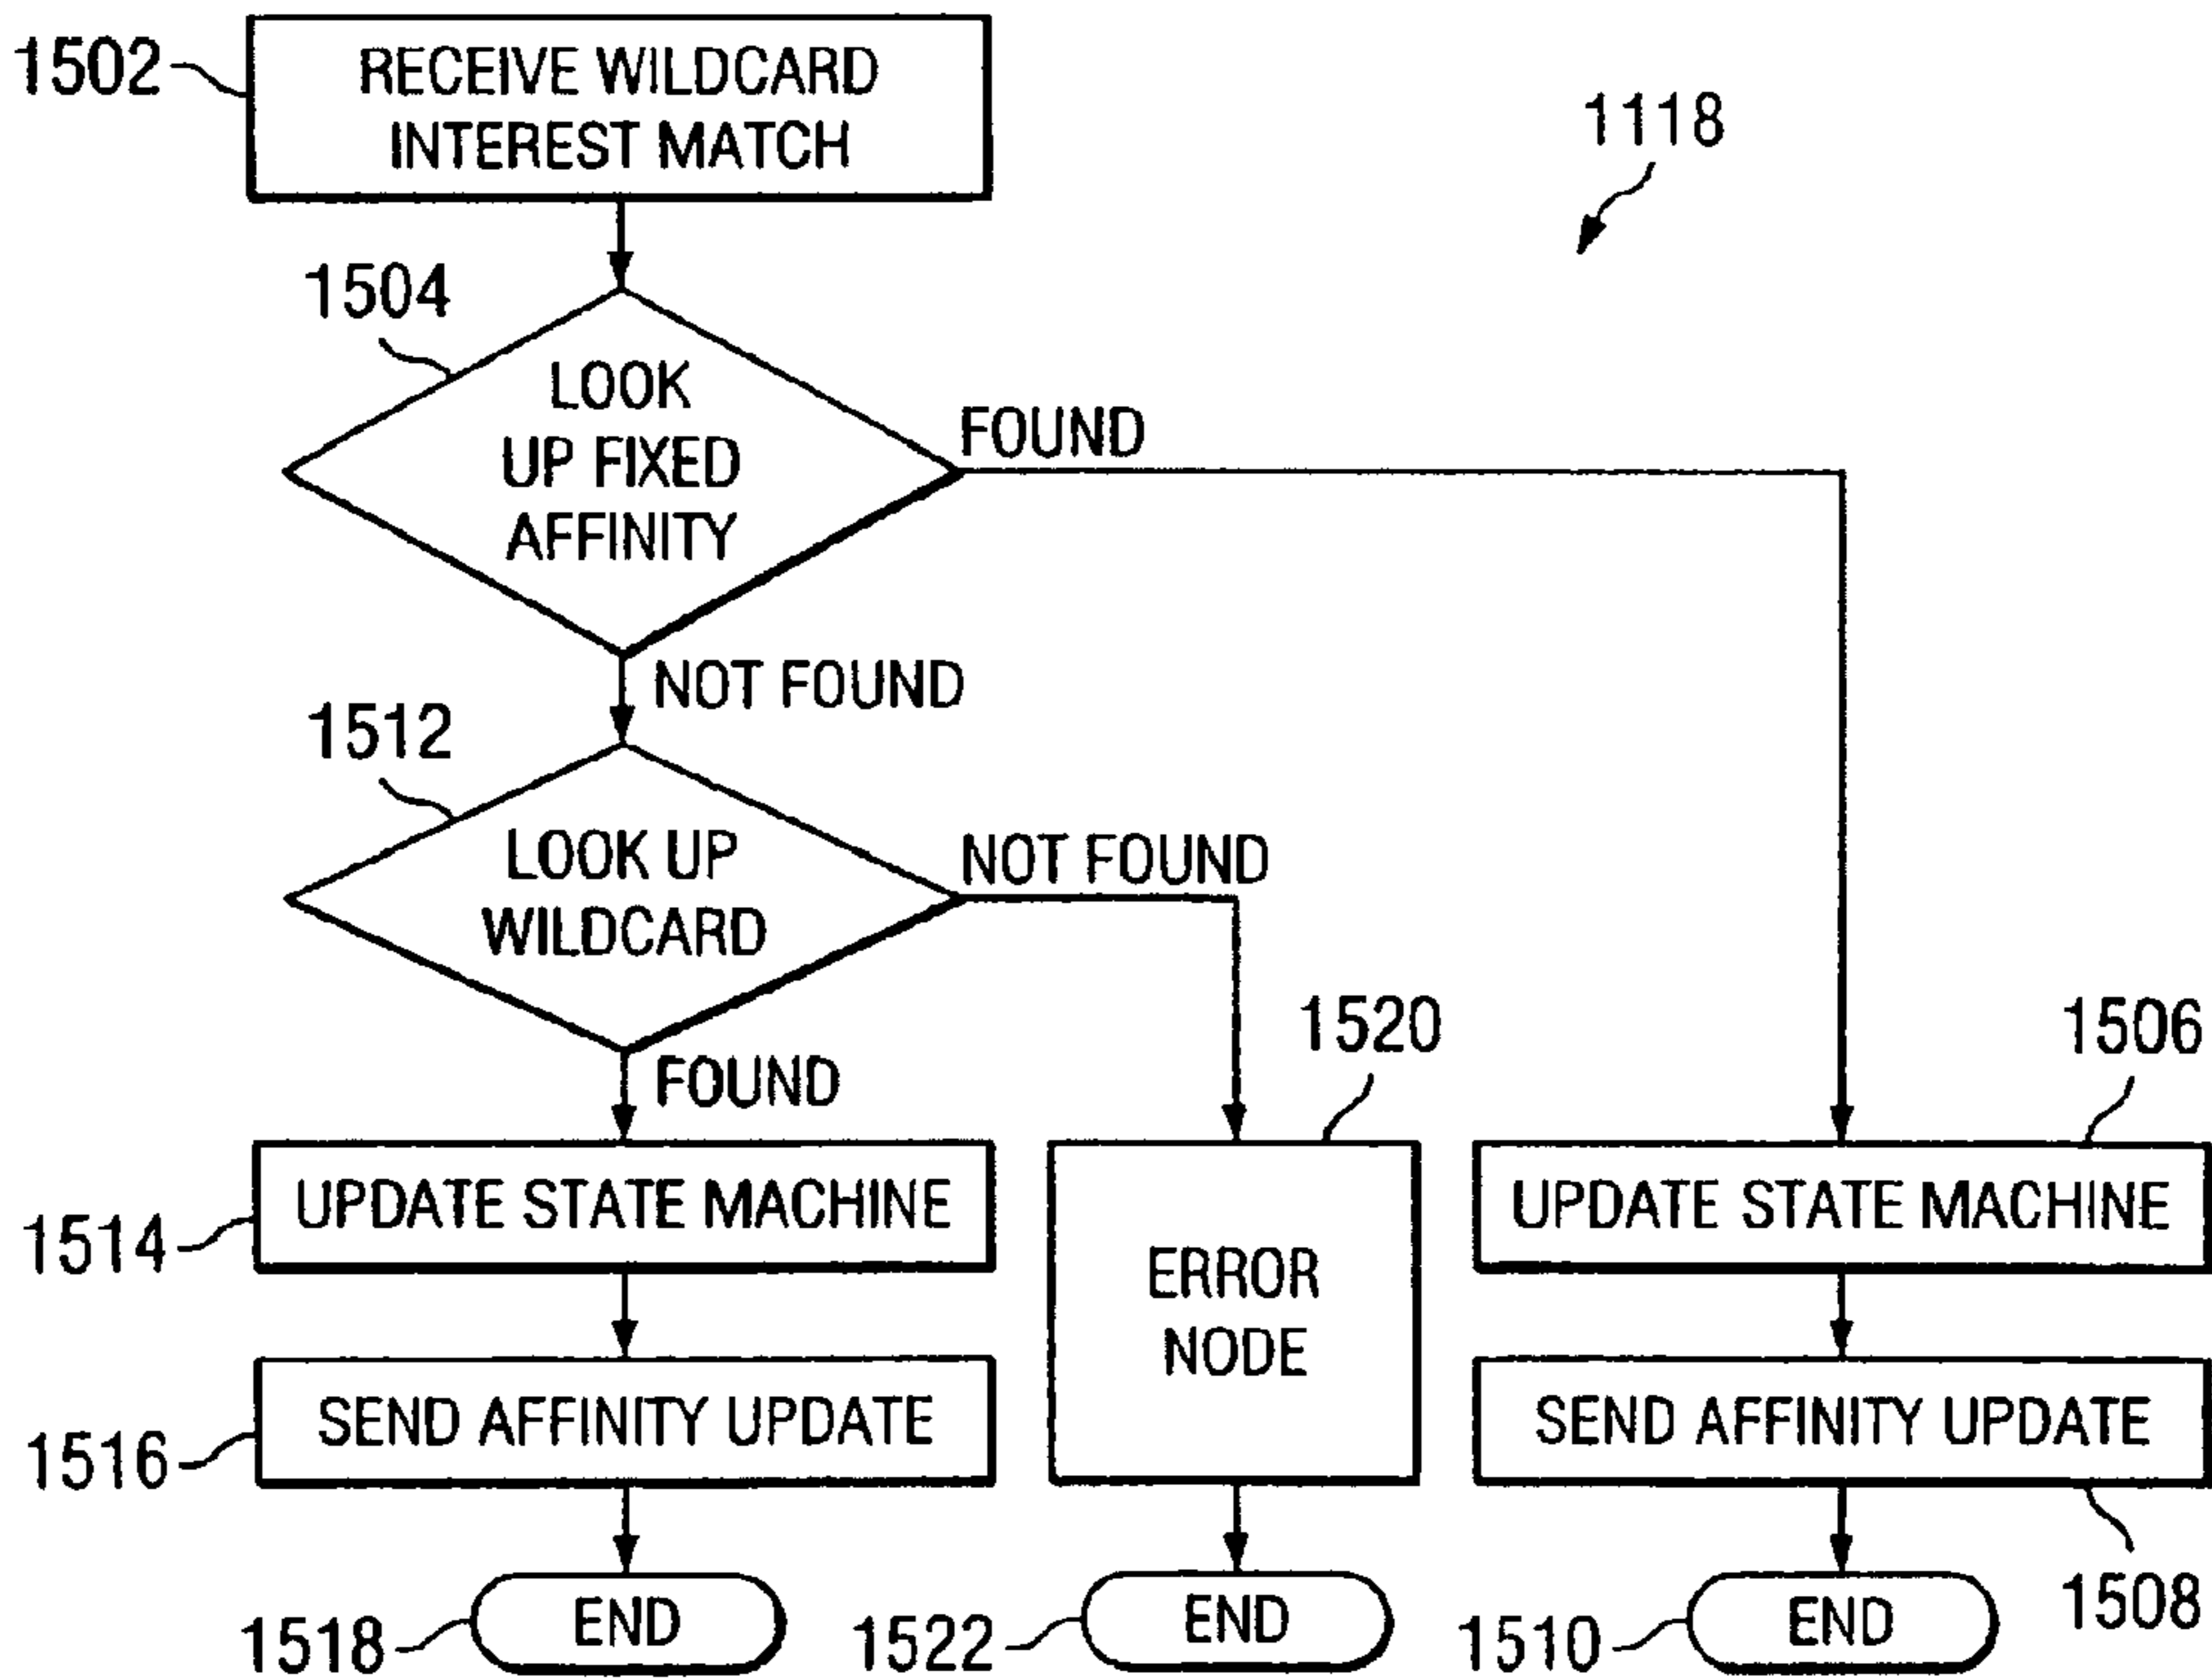 1502
RECEIVE WILDCARD
INTEREST MATCH
1118
1504
LOOK
UP FIXED
AFFINITY
FOUND
NOT FOUND
1512
LOOK UP
WILDCARD
NOT FOUND
FOUND
1520
1506
1514
UPDATE STATE MACHINE
ERROR
NODE
UPDATE STATE MACHINE
1516
SEND AFFINITY UPDATE
SEND AFFINITY UPDATE
1508
1518
END
1522
END
1510
END